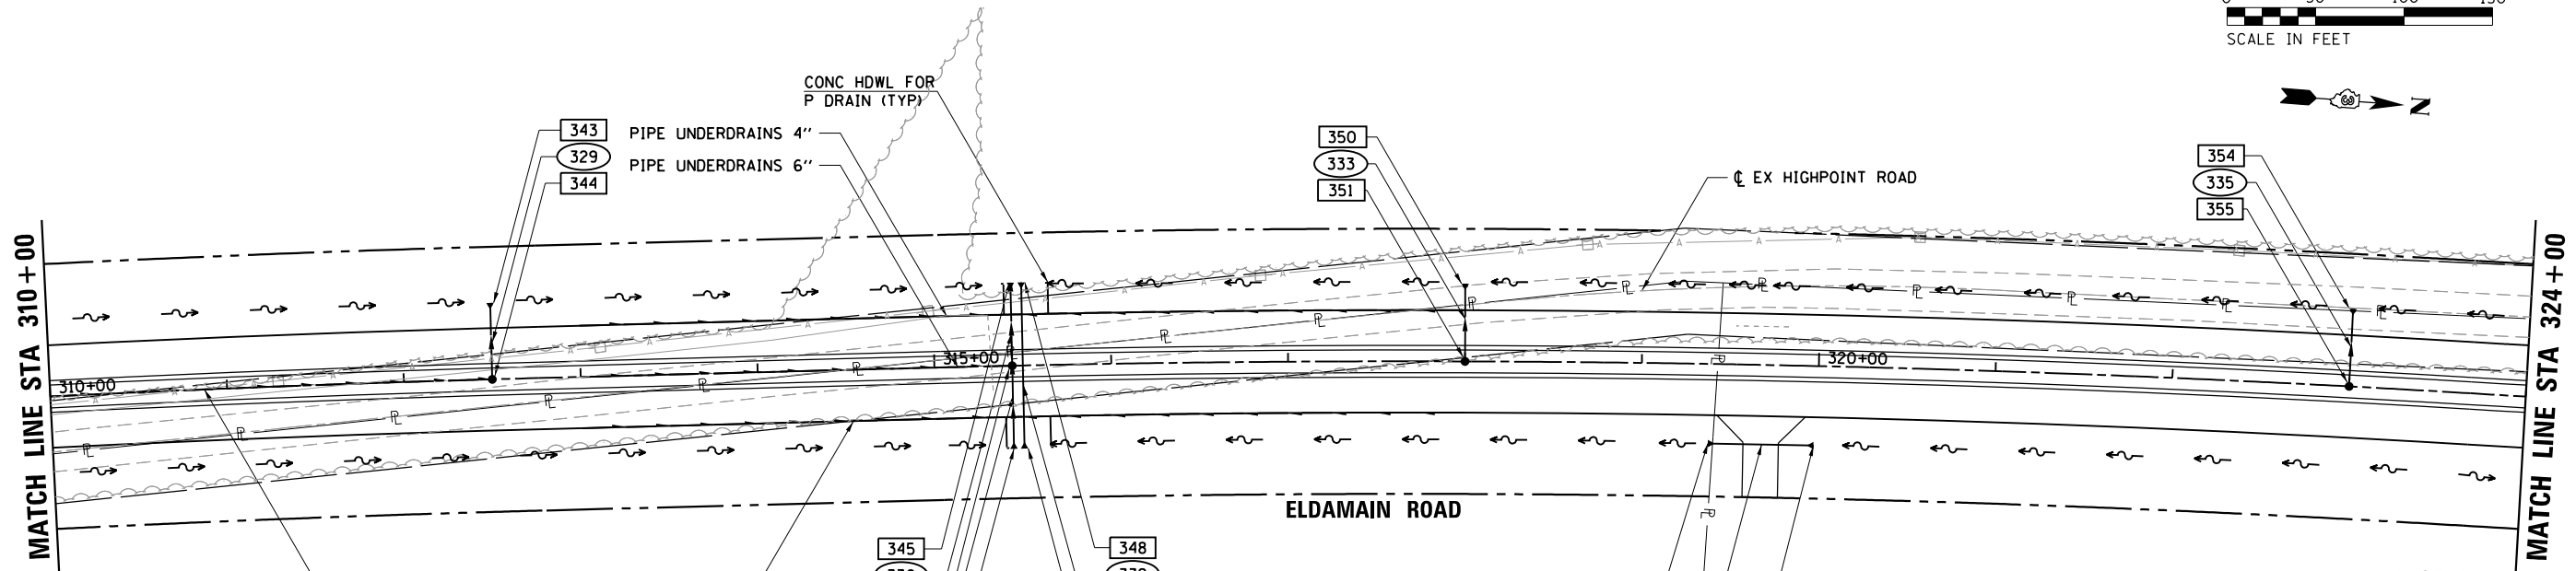 SCALE IN FEET
N
CONC HDWL FOR
P DRAIN (TYP)
343
329
344
PIPE UNDERDRAINS 4"
PIPE UNDERDRAINS 6"
350
333
351
℄ EX HIGHPOINT ROAD
354
335
355
MATCH LINE STA 310+00
310+00
315+00
320+00
MATCH LINE STA 324+00
ELDAMAIN ROAD
345
348